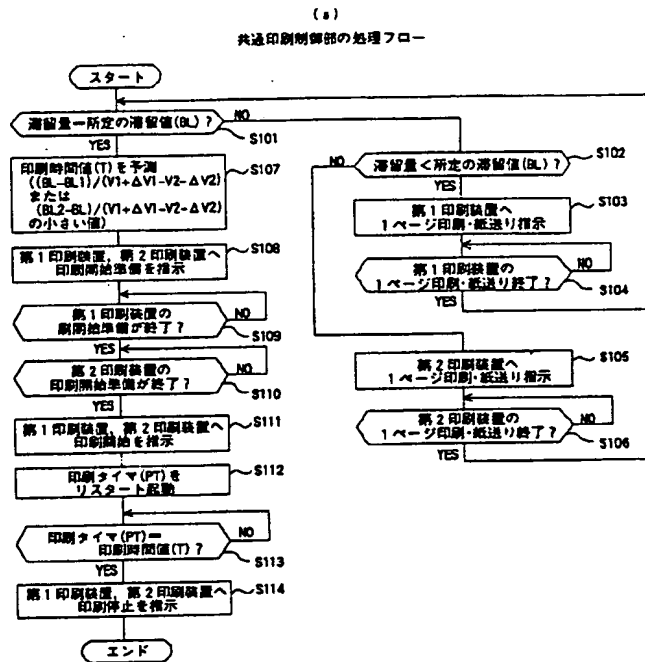 (a)
共通印刷制御部の処理フロー
スタート
滞留量=所定の滞留値(BL)?
NO
S101
YES
印刷時間値(T)を予測
((BL-BL1)/(V1+ΔV1-V2-ΔV2)
または
(BL2-BL)/(V1+ΔV1-V2-ΔV2)
の小さい値)
S107
第1印刷装置,第2印刷装置へ
印刷開始準備を指示
S108
第1印刷装置の
刷開始準備が終了?
NO
S109
YES
第2印刷装置の
印刷開始準備が終了?
NO
S110
YES
第1印刷装置,第2印刷装置へ
印刷開始を指示
S111
印刷タイマ(PT)を
リスタート起動
S112
印刷タイマ(PT)=
印刷時間値(T)?
NO
S113
YES
第1印刷装置,第2印刷装置へ
印刷停止を指示
S114
エンド
滞留量<所定の滞留値(BL)?
NO
S102
YES
第1印刷装置へ
1ページ印刷・紙送り指示
S103
第1印刷装置の
1ページ印刷・紙送り終了?
NO
S104
YES
第2印刷装置へ
1ページ印刷・紙送り指示
S105
第2印刷装置の
1ページ印刷・紙送り終了?
NO
S106
YES